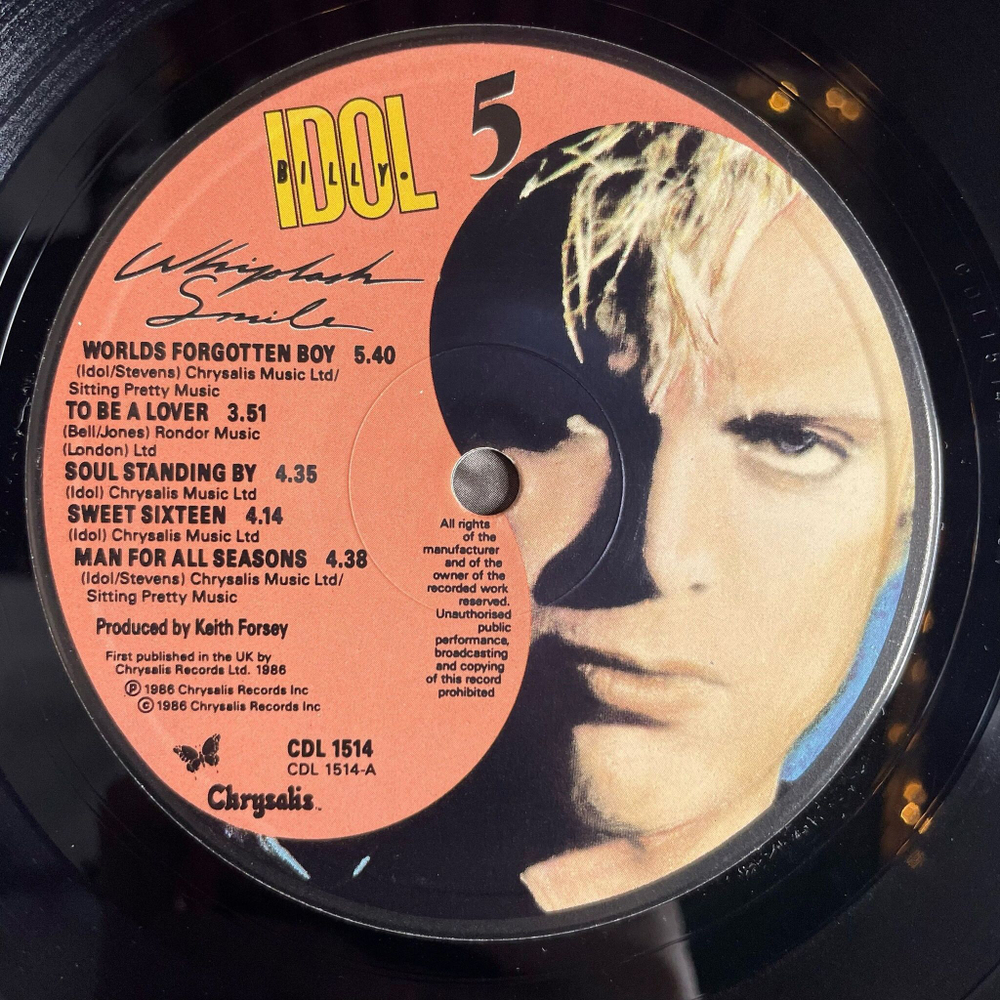 IDOL
BILLY.
5
Whiplash
Smile
WORLDS FORGOTTEN BOY 5.40
(Idol/Stevens) Chrysalis Music Ltd/
Sitting Pretty Music
TO BE A LOVER 3.51
(Bell/Jones) Rondor Music
(London) Ltd
SOUL STANDING BY 4.35
(Idol) Chrysalis Music Ltd
SWEET SIXTEEN 4.14
(Idol) Chrysalis Music Ltd
MAN FOR ALL SEASONS 4.38
(Idol/Stevens) Chrysalis Music Ltd/
Sitting Pretty Music
Produced by Keith Forsey
First published in the UK by
Chrysalis Records Ltd. 1986
Ⓟ 1986 Chrysalis Records Inc
© 1986 Chrysalis Records Inc
CDL 1514
CDL 1514-A
Chrysalis™
All rights
of the
manufacturer
and of the
owner of the
recorded work
reserved.
Unauthorised
public
performance,
broadcasting
and copying
of this record
prohibited